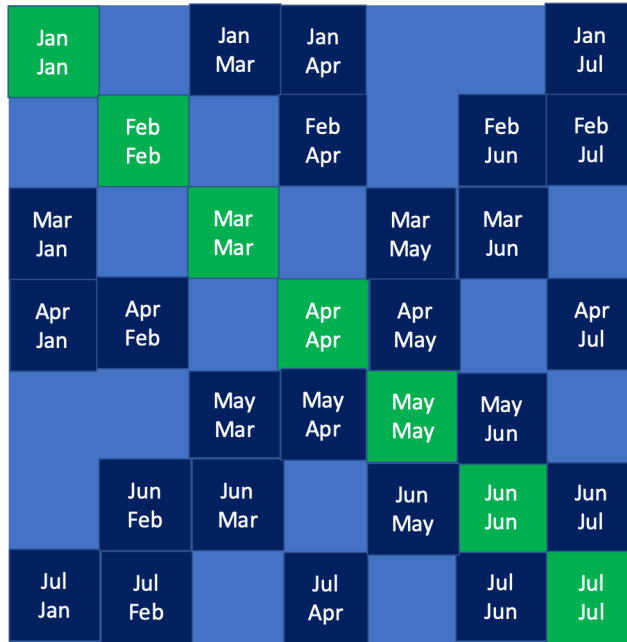 Jan Jan Jan Jan
Jan Mar Apr Jul
Feb Feb Feb Feb
Feb Apr Jun Jul
Mar Mar Mar Mar
Jan Mar May Jun
Apr Apr Apr Apr Apr
Jan Feb Apr May Jul
May May May May
Mar Apr May Jun
Jun Jun Jun Jun Jun
Feb Mar May Jun Jul
Jul Jul Jul Jul Jul
Jan Feb Apr Jun Jul